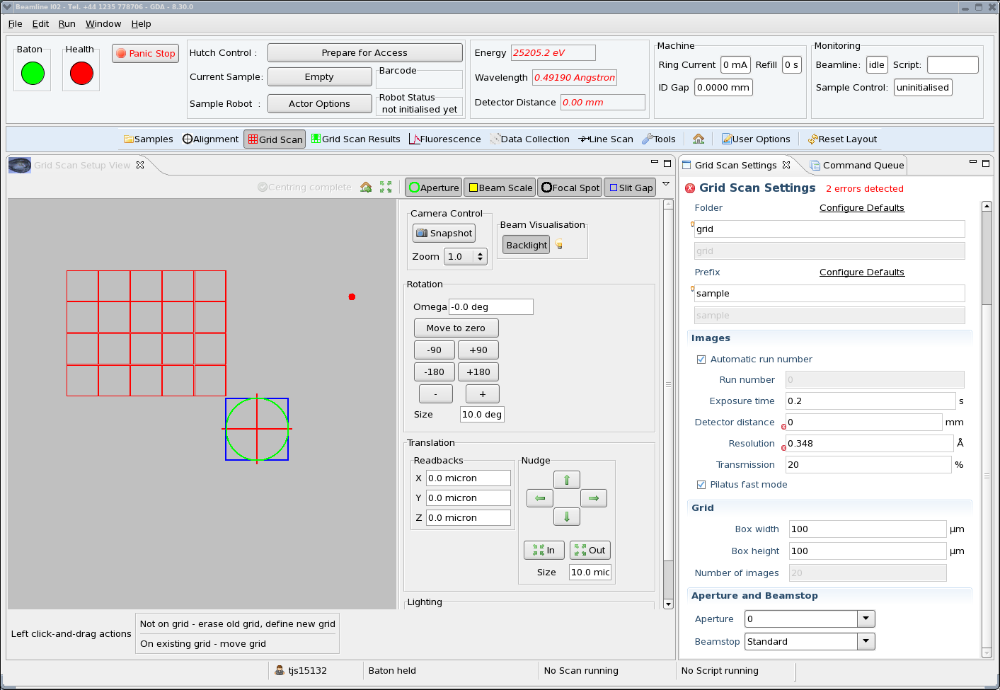 Beamline I02 - Tel. +44 1235 778706 - GDA - 8.30.0
File Edit Run Window Help
Baton
Health
Panic Stop
Hutch Control :
Prepare for Access
Current Sample:
Empty
Barcode
Sample Robot :
Actor Options
Robot Status
not initialised yet
Energy
25205.2 eV
Wavelength
0.49190 Angstron
Detector Distance
0.00 mm
Machine
Ring Current
0 mA
Refill
0 s
ID Gap
0.0000 mm
Monitoring
Beamline:
idle
Script:
Sample Control:
uninitialised
Samples Alignment Grid Scan Grid Scan Results Fluorescence Data Collection Line Scan Tools User Options Reset Layout
Grid Scan Setup View
Centring complete
Aperture
Beam Scale
Focal Spot
Slit Gap
Camera Control
Snapshot
Zoom
1.0
Beam Visualisation
Backlight
Rotation
Omega
-0.0 deg
Move to zero
-90
+90
-180
+180
-
+
Size
10.0 deg
Translation
Readbacks
X
0.0 micron
Y
0.0 micron
Z
0.0 micron
Nudge
In
Out
Size
10.0 mic
Lighting
Left click-and-drag actions
Not on grid - erase old grid, define new grid
On existing grid - move grid
Grid Scan Settings
Command Queue
Grid Scan Settings
2 errors detected
Folder
Configure Defaults
grid
grid
Prefix
Configure Defaults
sample
sample
Images
Automatic run number
Run number
0
Exposure time
0.2
s
Detector distance
0
mm
Resolution
0.348
Å
Transmission
20
%
Pilatus fast mode
Grid
Box width
100
μm
Box height
100
μm
Number of images
20
Aperture and Beamstop
Aperture
0
Beamstop
Standard
tjs15132
Baton held
No Scan running
No Script running